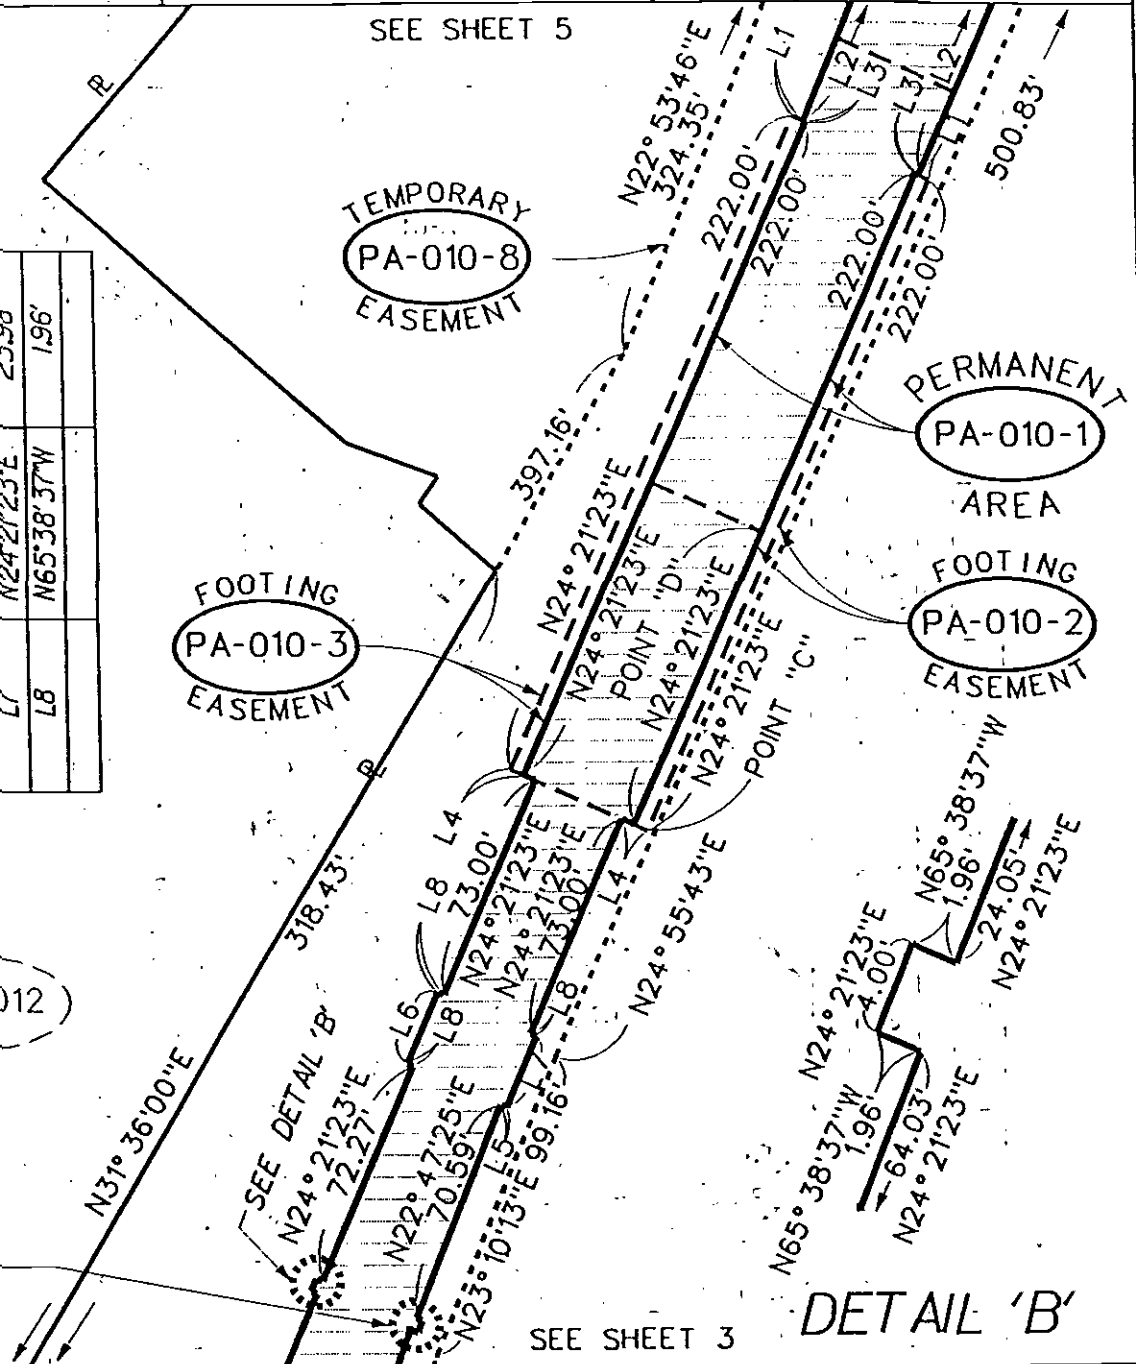 SEE SHEET 5
PL
N22°53'46"E
324.35'
L1
L2
L31
L31
L2
L1
500.83'
TEMPORARY
PA-010-8
EASEMENT
222.00'
222.00'
222.00'
222.00'
PERMANENT
PA-010-1
AREA
1.96'
N65°38'37"W
L8
L7
N24°21'23"E
397.16'
N24°21'23"E
N24°21'23"E
POINT "D"
N24°21'23"E
N24°21'23"E
POINT "C"
FOOTING
PA-010-3
EASEMENT
FOOTING
PA-010-2
EASEMENT
PL
318.43'
L4
L8
73.00'
N24°21'23"E
N24°21'23"E
73.00'
L4
N24°55'43"E
012
L6
L8
L8
L7
N31°36'00"E
SEE DETAIL 'B'
N24°21'23"E
72.27'
N22°47'25"E
70.59'
L5
N23°10'13"E 99.16'
N65°38'37"W
1.96'
24.05'
N24°21'23"E
N24°21'23"E
4.00'
N65°38'37"W
1.96'
64.03'
N24°21'23"E
SEE SHEET 3
DETAIL 'B'